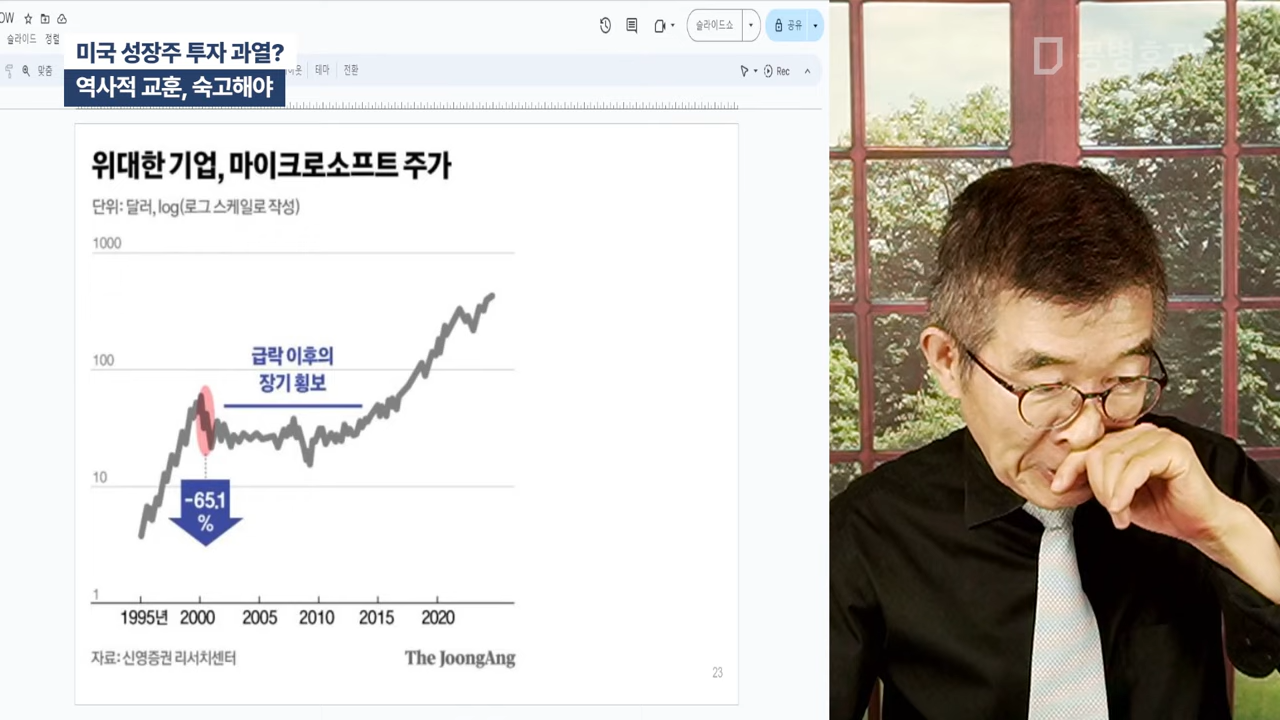 OW
슬라이드 정렬
미국 성장주 투자 과열?
역사적 교훈, 숙고해야
맞춤
테마
전환
슬라이드쇼
공유
Rec
위대한 기업, 마이크로소프트 주가
단위: 달러, log(로그 스케일로 작성)
1000
100
10
1
급락 이후의
장기 횡보
-65.1
%
1995년 2000 2005 2010 2015 2020
자료: 신영증권 리서치센터
The JoongAng
23